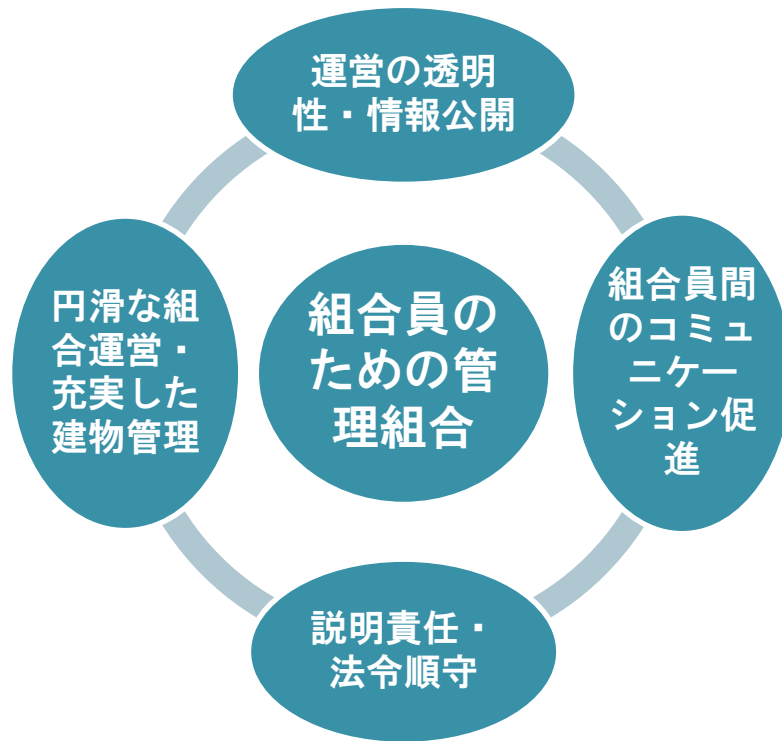 運営の透明
性・情報公開
円滑な組
合運営・
充実した
建物管理
組合員の
ための管
理組合
組合員間
のコミュ
ニケー
ション促
進
説明責任・
法令順守